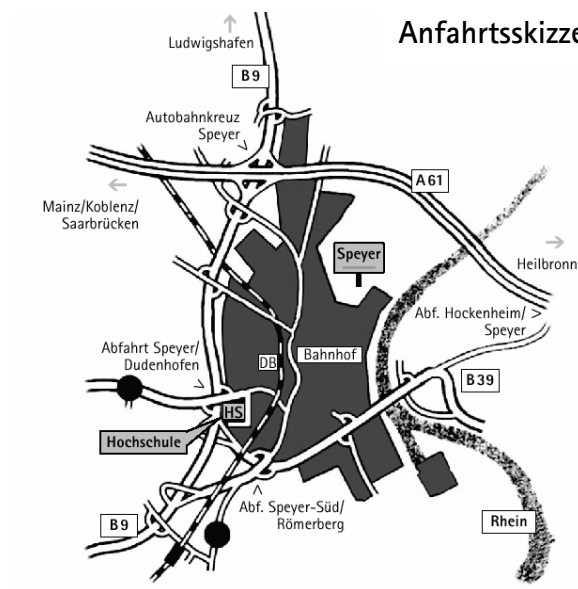 Anfahrtsskizze
Ludwigshafen
B9
Autobahnkreuz
Speyer
A61
Mainz/Koblenz/
Saarbrücken
Speyer
Heilbronn
Abf. Hockenheim/
Speyer
Abfahrt Speyer/
Dudenhofen
DB
Bahnhof
B39
HS
Hochschule
Abf. Speyer-Süd/
Römerberg
B9
Rhein